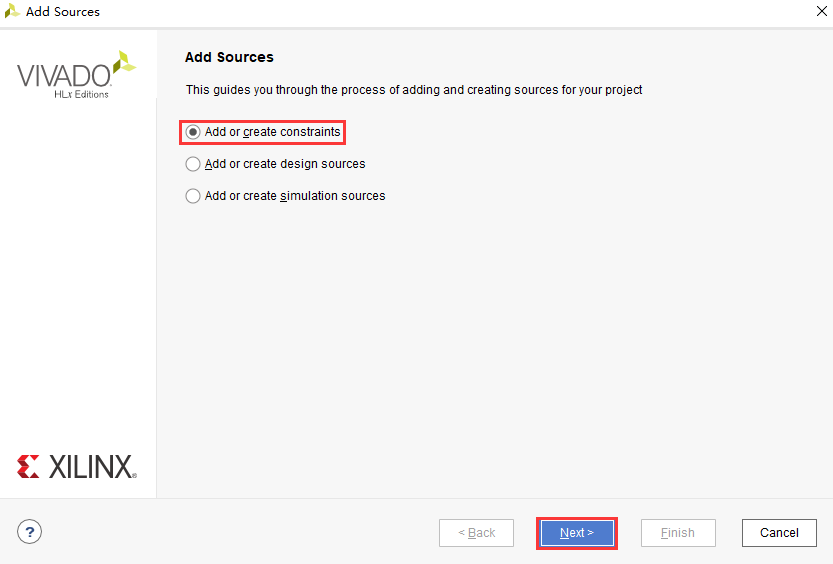 Add Sources
VIVADO
HLx Editions
Add Sources
This guides you through the process of adding and creating sources for your project
Add or create constraints
Add or create design sources
Add or create simulation sources
XILINX®
?
< Back
Next >
Finish
Cancel